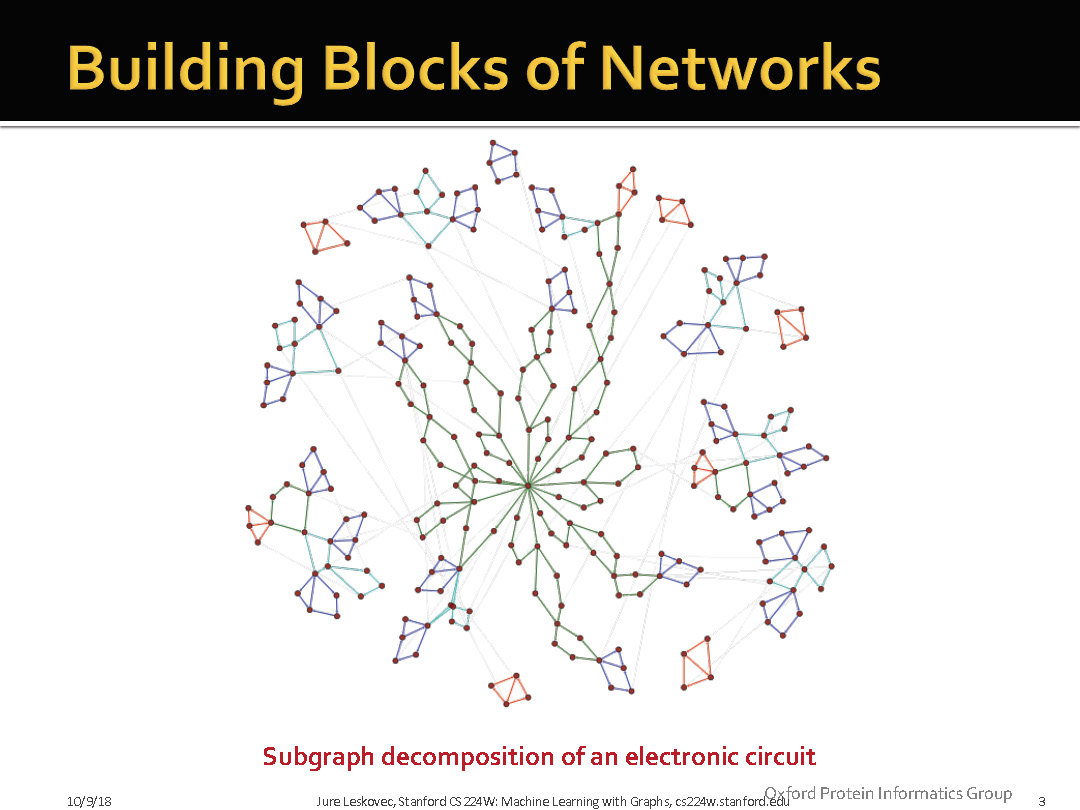 Building Blocks of Networks
Subgraph decomposition of an electronic circuit
Oxford Protein Informatics Group
10/9/18
Jure Leskovec, Stanford CS224W: Machine Learning with Graphs, cs224w.stanford.edu
3